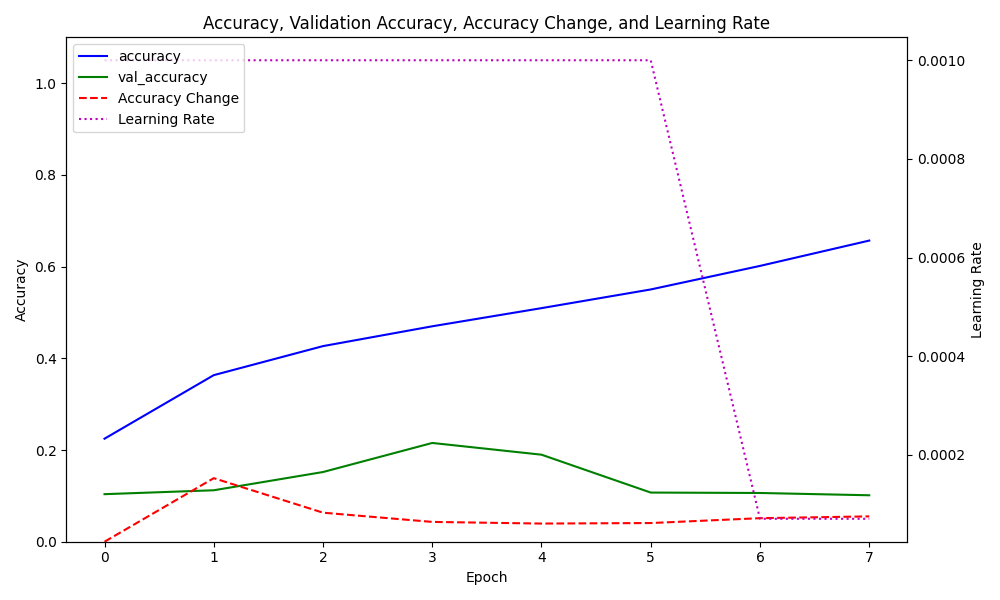 Accuracy, Validation Accuracy, Accuracy Change, and Learning Rate
accuracy
val_accuracy
Accuracy Change
Learning Rate
Accuracy
1.0
0.8
0.6
0.4
0.2
0.0
0.0010
0.0008
0.0006
0.0004
0.0002
Learning Rate
0 1 2 3 4 5 6 7
Epoch